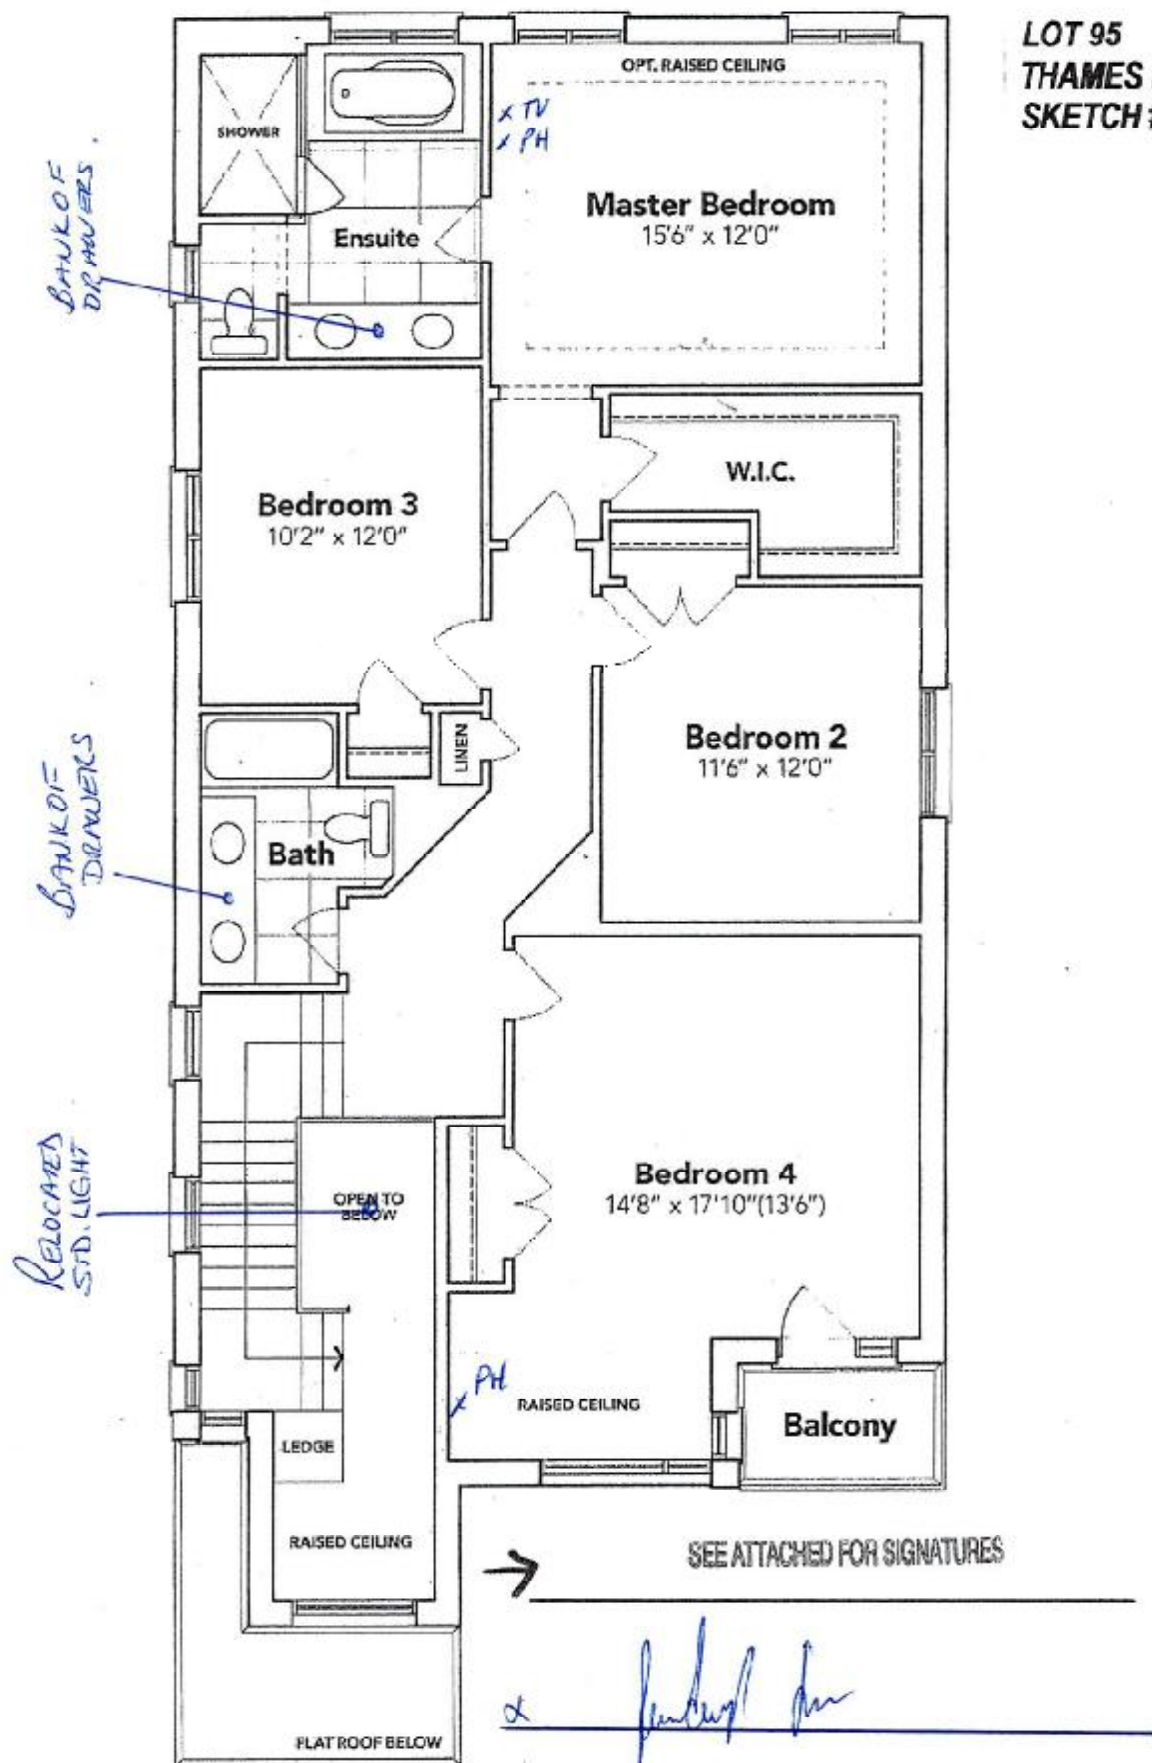 LOT 95
THAMES
SKETCH
OPT. RAISED CEILING
x TV
x PH
SHOWER
Master Bedroom
15'6" x 12'0"
Ensuite
BANK OF
DRAWERS
W.I.C.
Bedroom 3
10'2" x 12'0"
LINEN
Bedroom 2
11'6" x 12'0"
BANK OF
DRAWERS
Bath
Bedroom 4
14'8" x 17'10"(13'6")
OPEN TO
BELOW
RELOCATED
STD. LIGHT
x PH
RAISED CEILING
Balcony
LEDGE
RAISED CEILING
SEE ATTACHED FOR SIGNATURES
x
FLAT ROOF BELOW